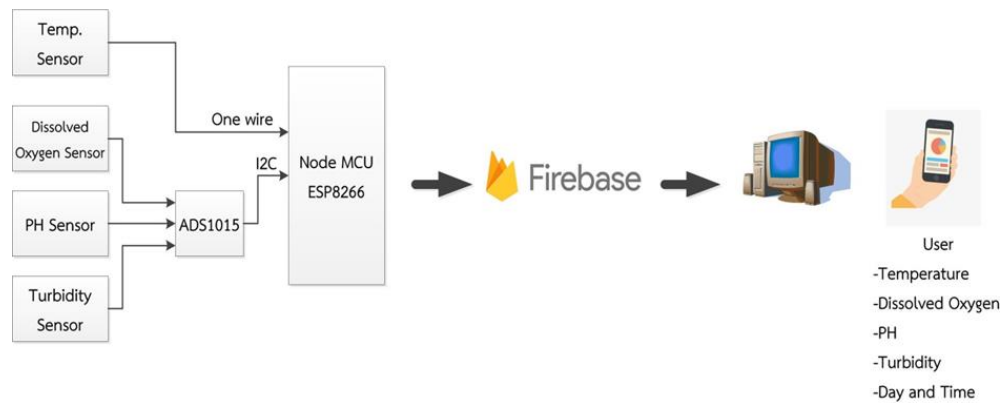 Temp.
Sensor
Dissolved
Oxygen Sensor
PH Sensor
Turbidity
Sensor
ADS1015
One wire
I2C
Node MCU
ESP8266
Firebase
User
-Temperature
-Dissolved Oxygen
-PH
-Turbidity
-Day and Time